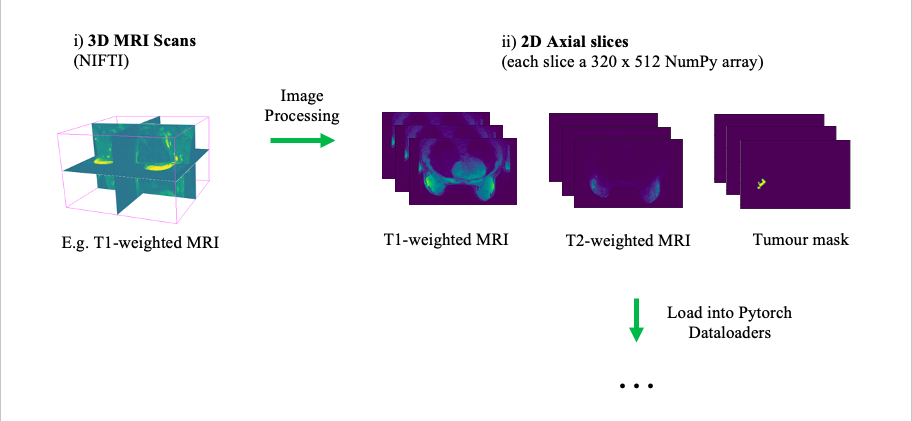 i) 3D MRI Scans
(NIFTI)
ii) 2D Axial slices
(each slice a 320 x 512 NumPy array)
Image
Processing
E.g. T1-weighted MRI
T1-weighted MRI
T2-weighted MRI
Tumour mask
Load into Pytorch
Dataloaders
...